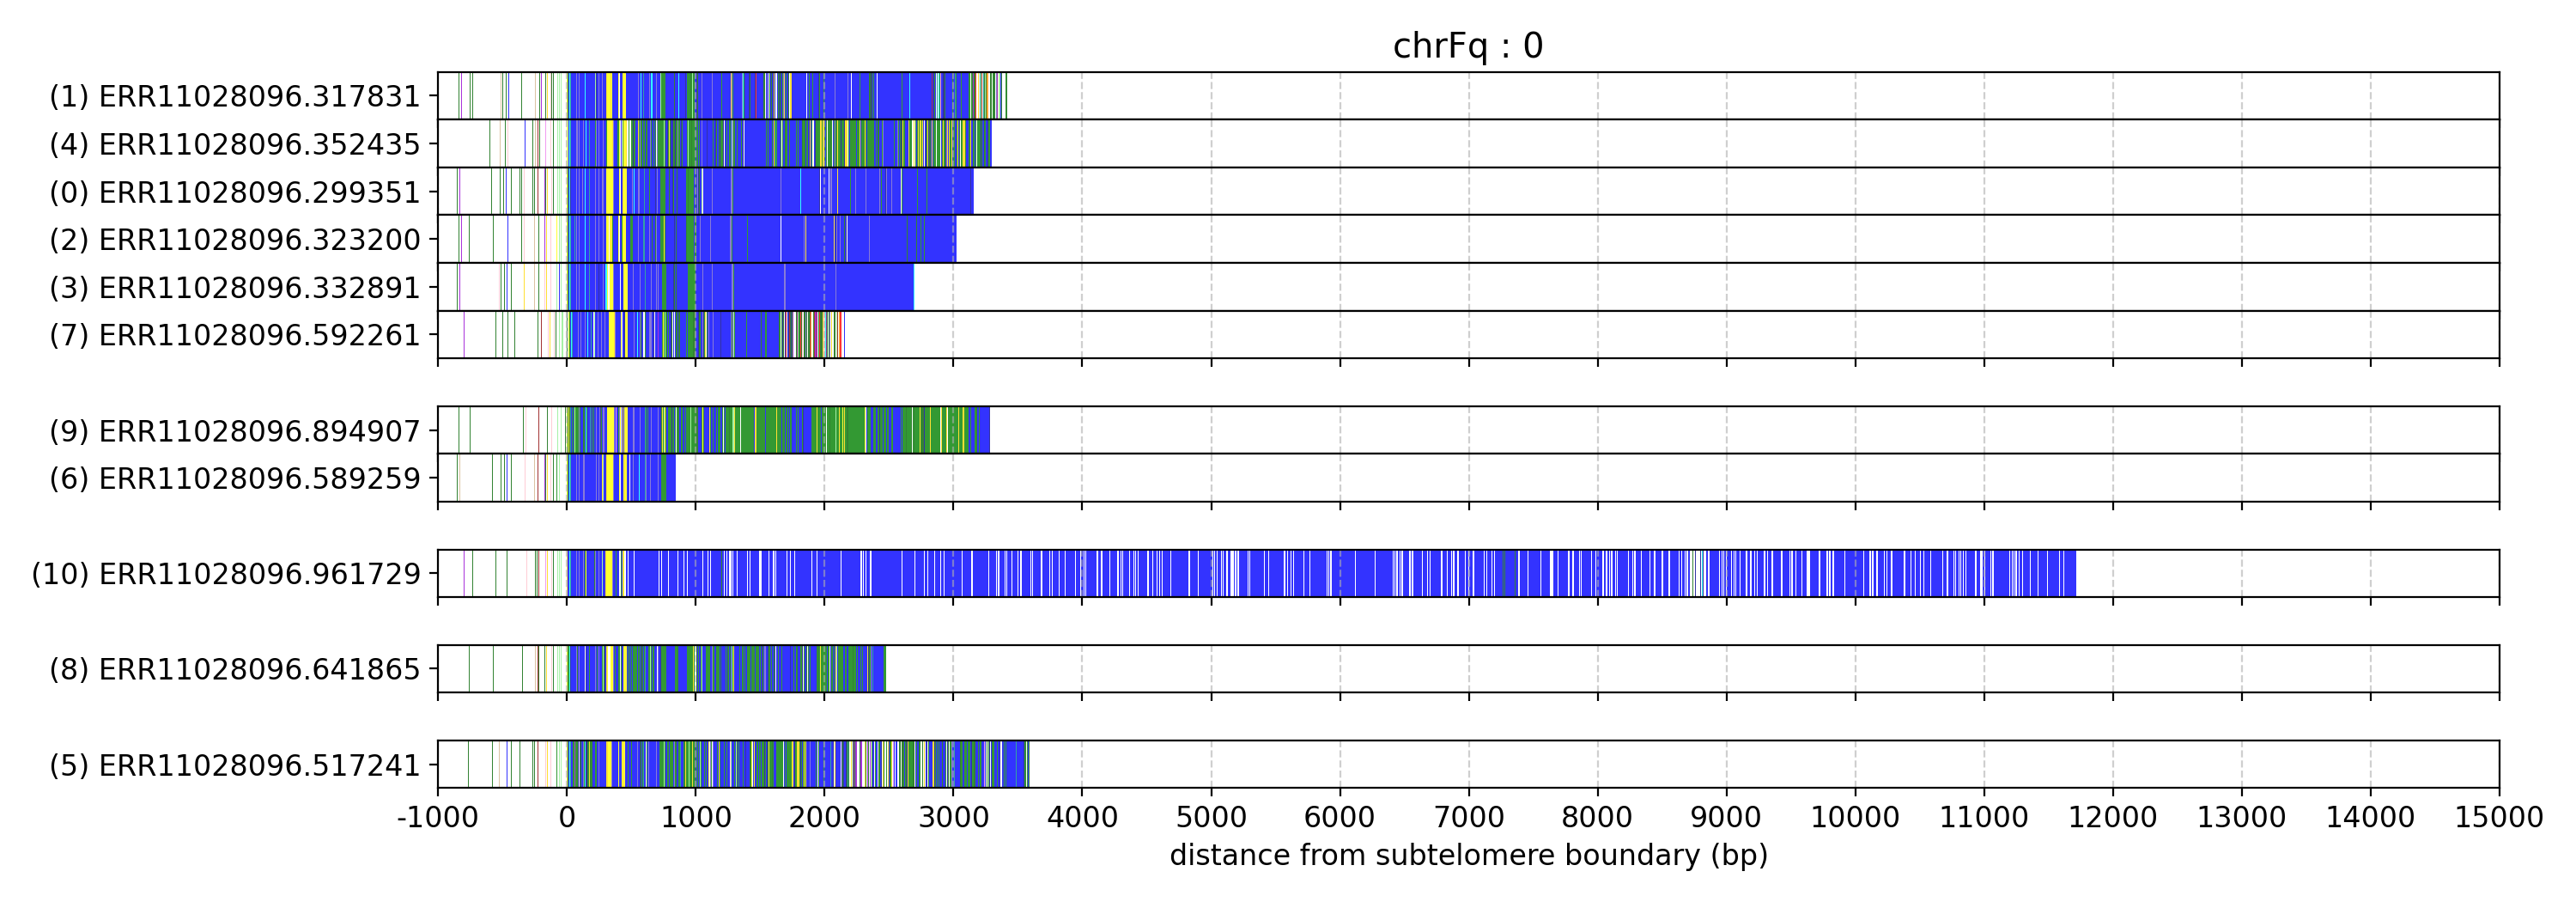 chrFq : 0
(1) ERR11028096.317831
(4) ERR11028096.352435
(0) ERR11028096.299351
(2) ERR11028096.323200
(3) ERR11028096.332891
(7) ERR11028096.592261
(9) ERR11028096.894907
(6) ERR11028096.589259
(10) ERR11028096.961729
(8) ERR11028096.641865
(5) ERR11028096.517241
-1000 0 1000 2000 3000 4000 5000 6000 7000 8000 9000 10000 11000 12000 13000 14000 15000
distance from subtelomere boundary (bp)